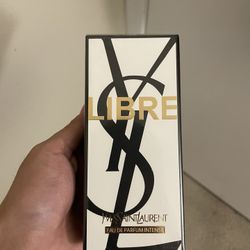 LIBRE
YVESSAINTLAURENT
EAU DE PARFUM INTENSE